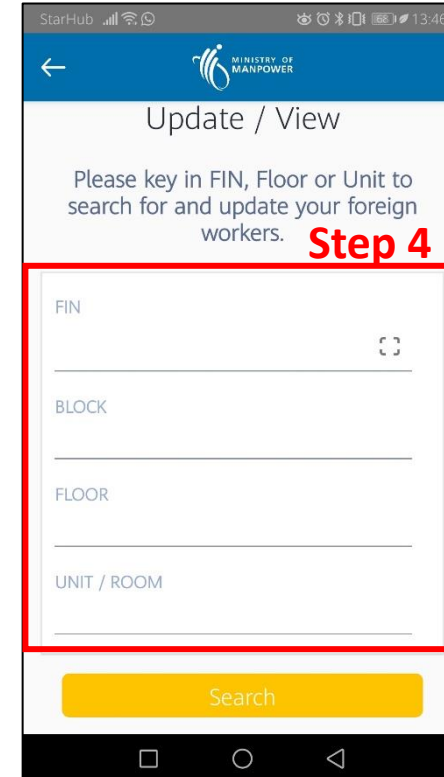 StarHub 68 13:46
MINISTRY OF
MANPOWER
Update / View
Please key in FIN, Floor or Unit to
search for and update your foreign
workers.
Step 4
FIN
BLOCK
FLOOR
UNIT / ROOM
Search